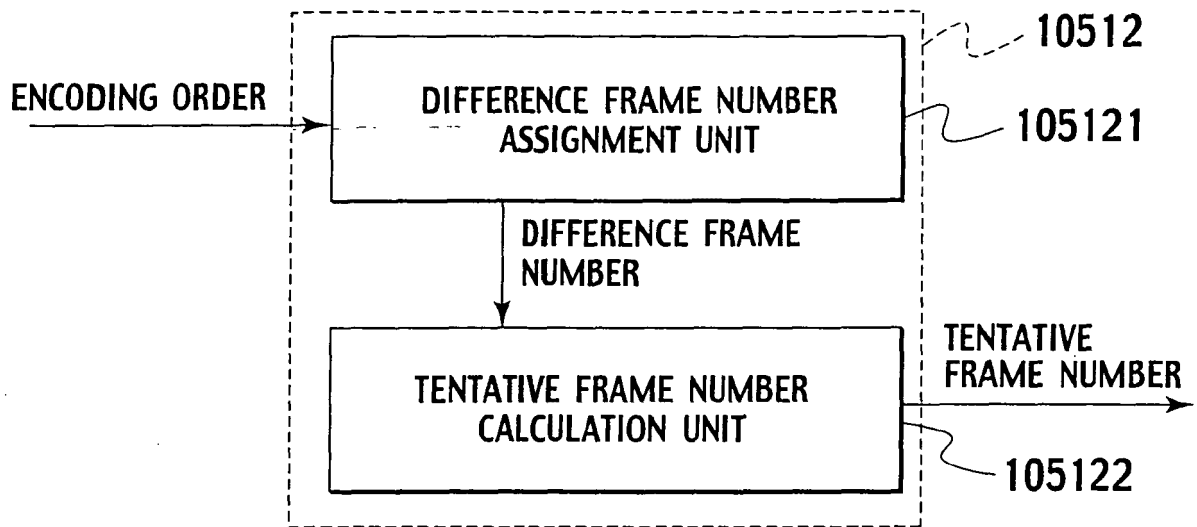 10512
ENCODING ORDER
DIFFERENCE FRAME NUMBER
ASSIGNMENT UNIT
105121
DIFFERENCE FRAME
NUMBER
TENTATIVE
FRAME NUMBER
TENTATIVE FRAME NUMBER
CALCULATION UNIT
105122